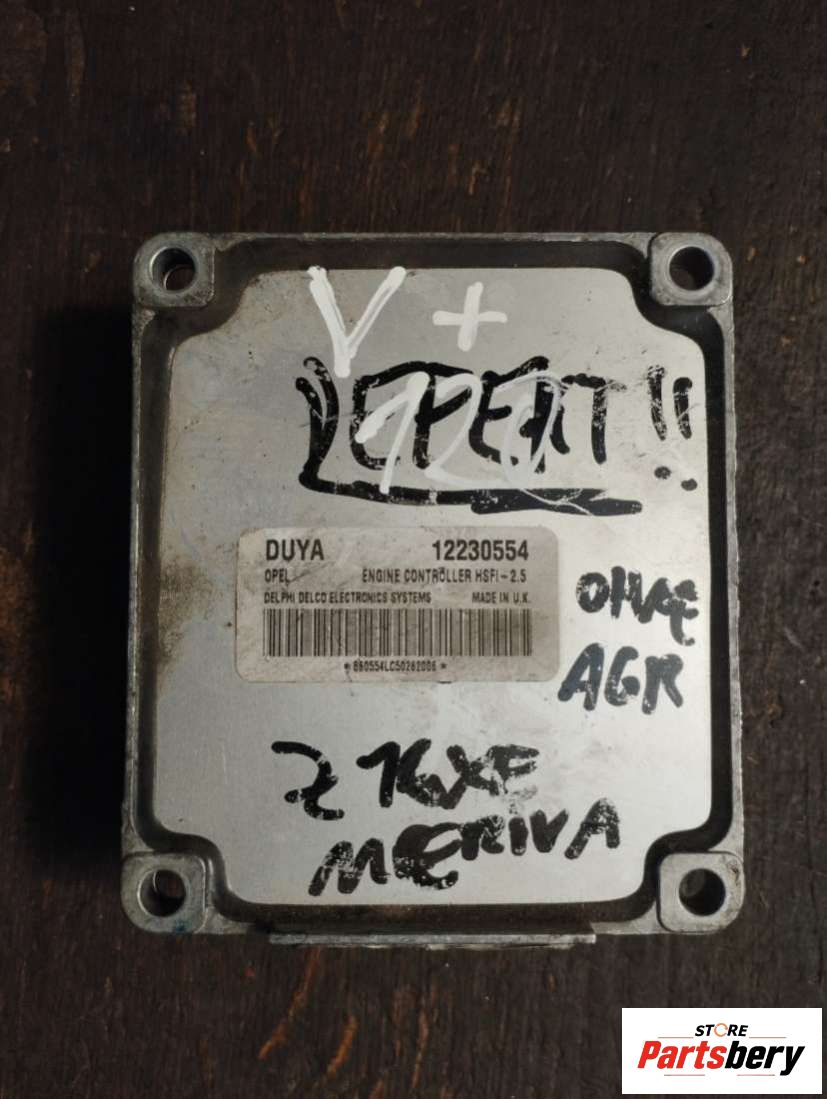 V +
120
DUYA 12230554
OPEL ENGINE CONTROLLER HSFI-2.5
DELPHI DELCO ELECTRONICS SYSTEMS MADE IN U.K.
AGR
Z16XE
MERIVA
STORE
Partsbery